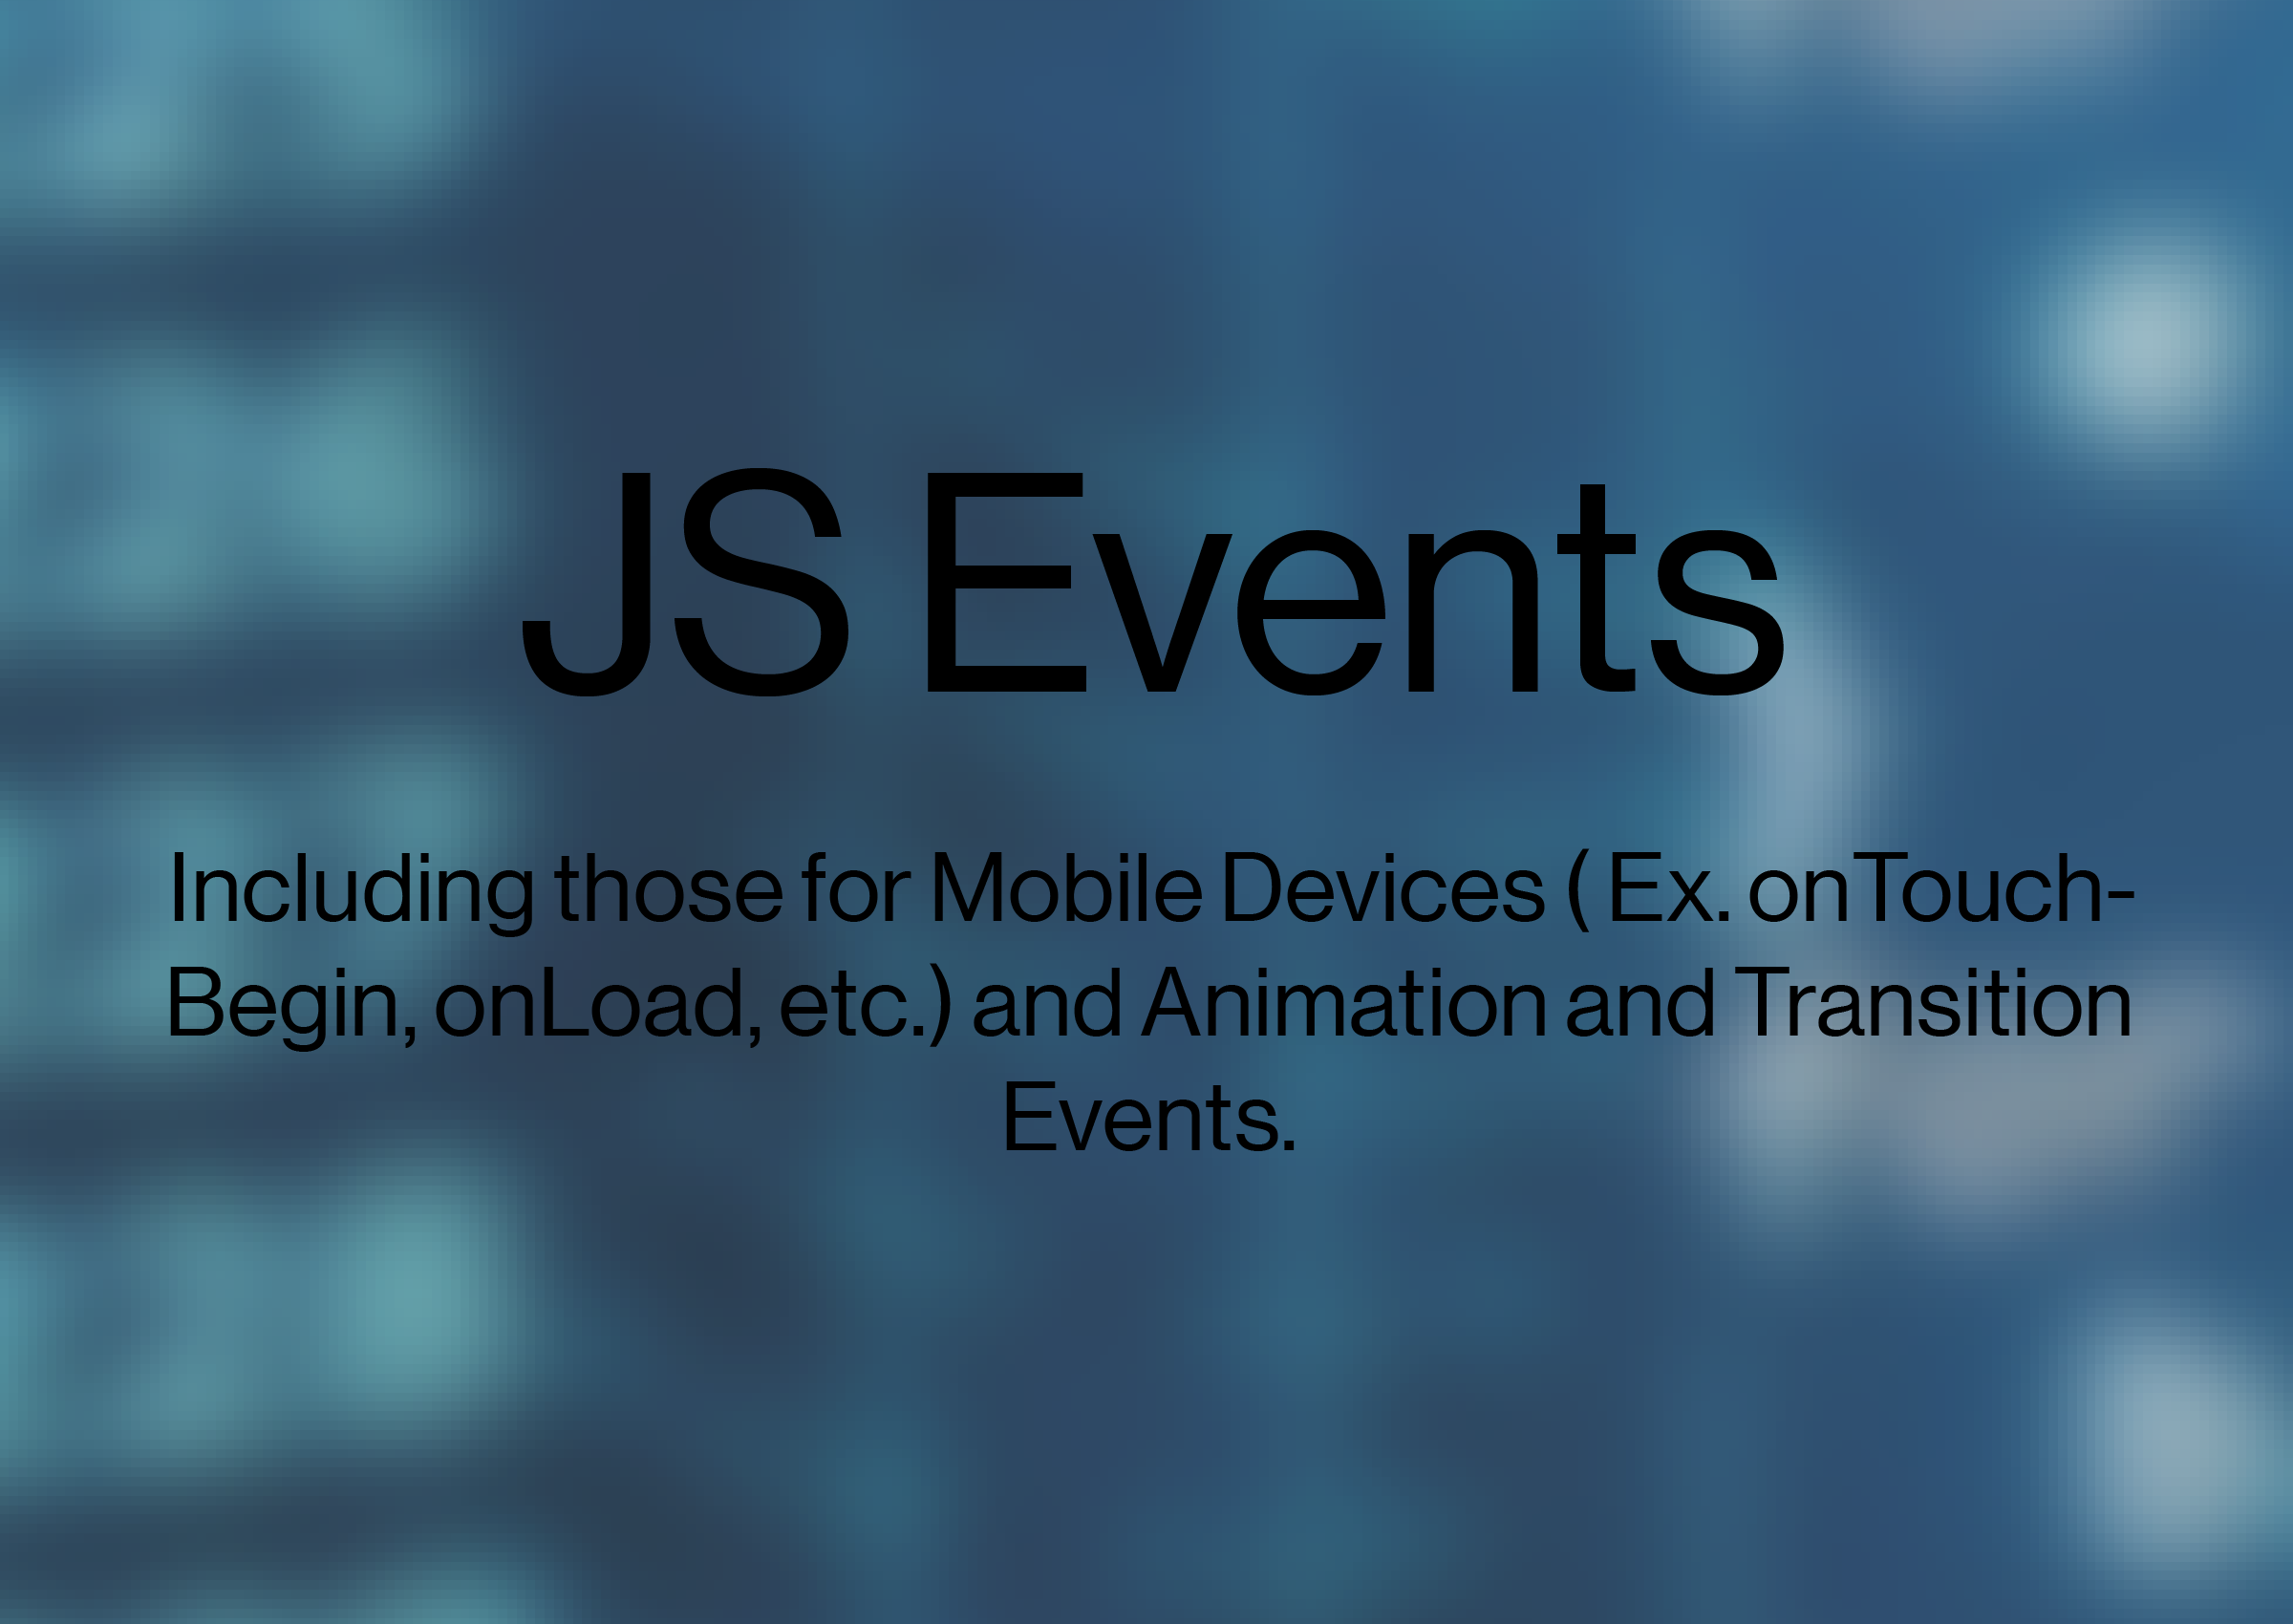 JS Events
Including those for Mobile Devices ( Ex. onTouch-
Begin, onLoad, etc.) and Animation and Transition
Events.